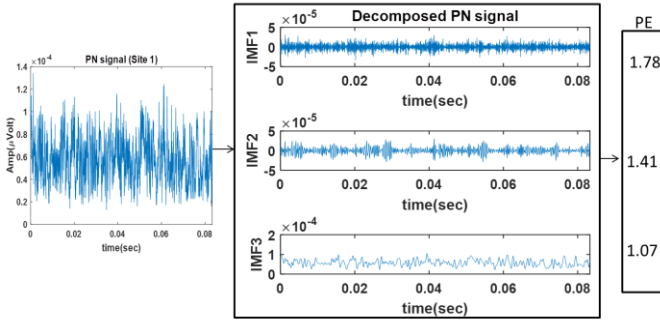 PN signal (Site 1)
×10⁻⁴
Amp(μVolt)
1.4
1.2
1
0.8
0.6
0.4
0.2
0
0 0.02 0.04 0.06 0.08
time(sec)
Decomposed PN signal
×10⁻⁵
IMF1
5
0
-5
0 0.02 0.04 0.06 0.08
time(sec)
×10⁻⁵
IMF2
5
0
-5
0 0.02 0.04 0.06 0.08
time(sec)
×10⁻⁴
IMF3
2
1
0
0 0.02 0.04 0.06 0.08
time(sec)
PE
1.78
1.41
1.07